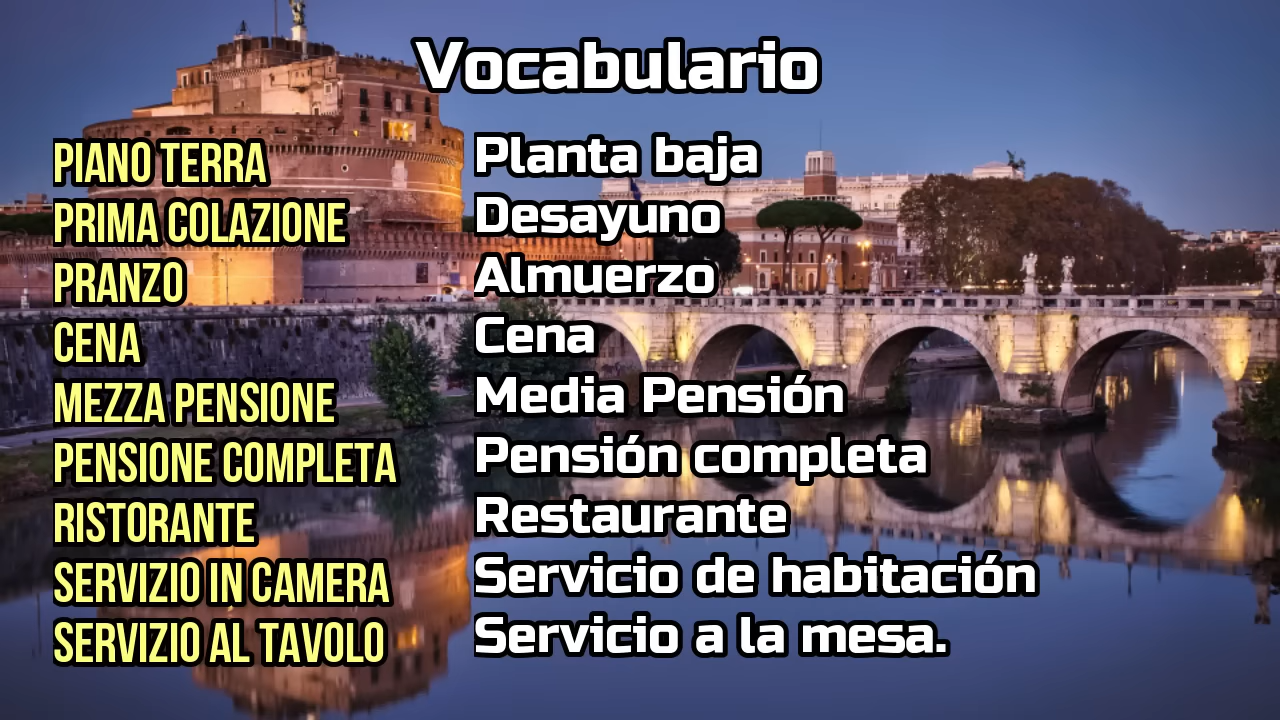 Vocabulario
PIANO TERRA Planta baja
PRIMA COLAZIONE Desayuno
PRANZO Almuerzo
CENA Cena
MEZZA PENSIONE Media Pensión
PENSIONE COMPLETA Pensión completa
RISTORANTE Restaurante
SERVIZIO IN CAMERA Servicio de habitación
SERVIZIO AL TAVOLO Servicio a la mesa.